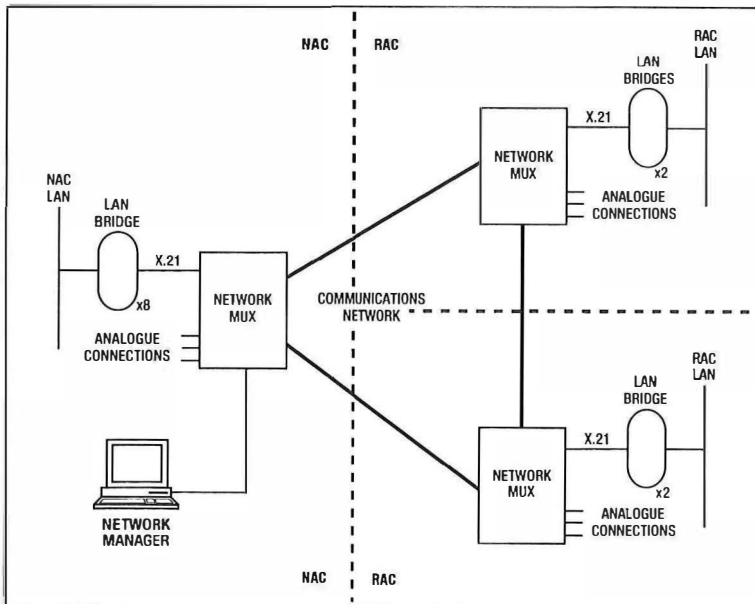 NAC
RAC
RAC
LAN
LAN
BRIDGES
X.21
x2
NETWORK
MUX
ANALOGUE
CONNECTIONS
NAC
LAN
LAN
BRIDGE
X.21
x8
NETWORK
MUX
ANALOGUE
CONNECTIONS
COMMUNICATIONS
NETWORK
RAC
LAN
LAN
BRIDGE
X.21
x2
NETWORK
MUX
ANALOGUE
CONNECTIONS
NETWORK
MANAGER
NAC
RAC